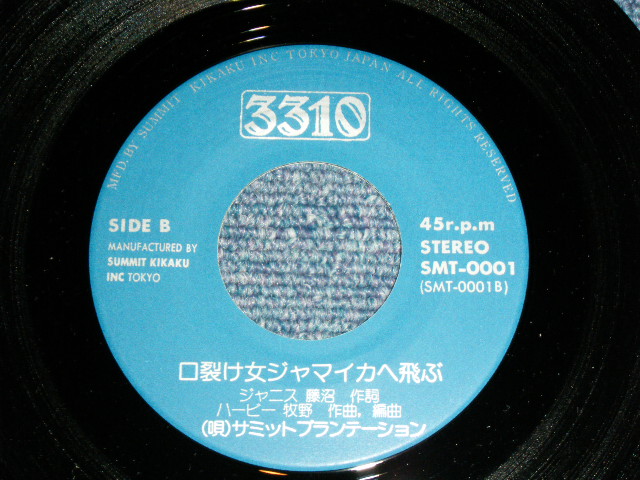 MFD. BY SUMMIT KIKAKU INC TOKYO JAPAN ALL RIGHTS RESERVED
3310
SIDE B
MANUFACTURED BY
SUMMIT KIKAKU
INC TOKYO
45r.p.m
STEREO
SMT-0001
(SMT-0001B)
口裂け女ジャマイカへ飛ぶ
ジャニス 藤沼 作詞
ハービー 牧野 作曲，編曲
(唄)サミットプランテーション